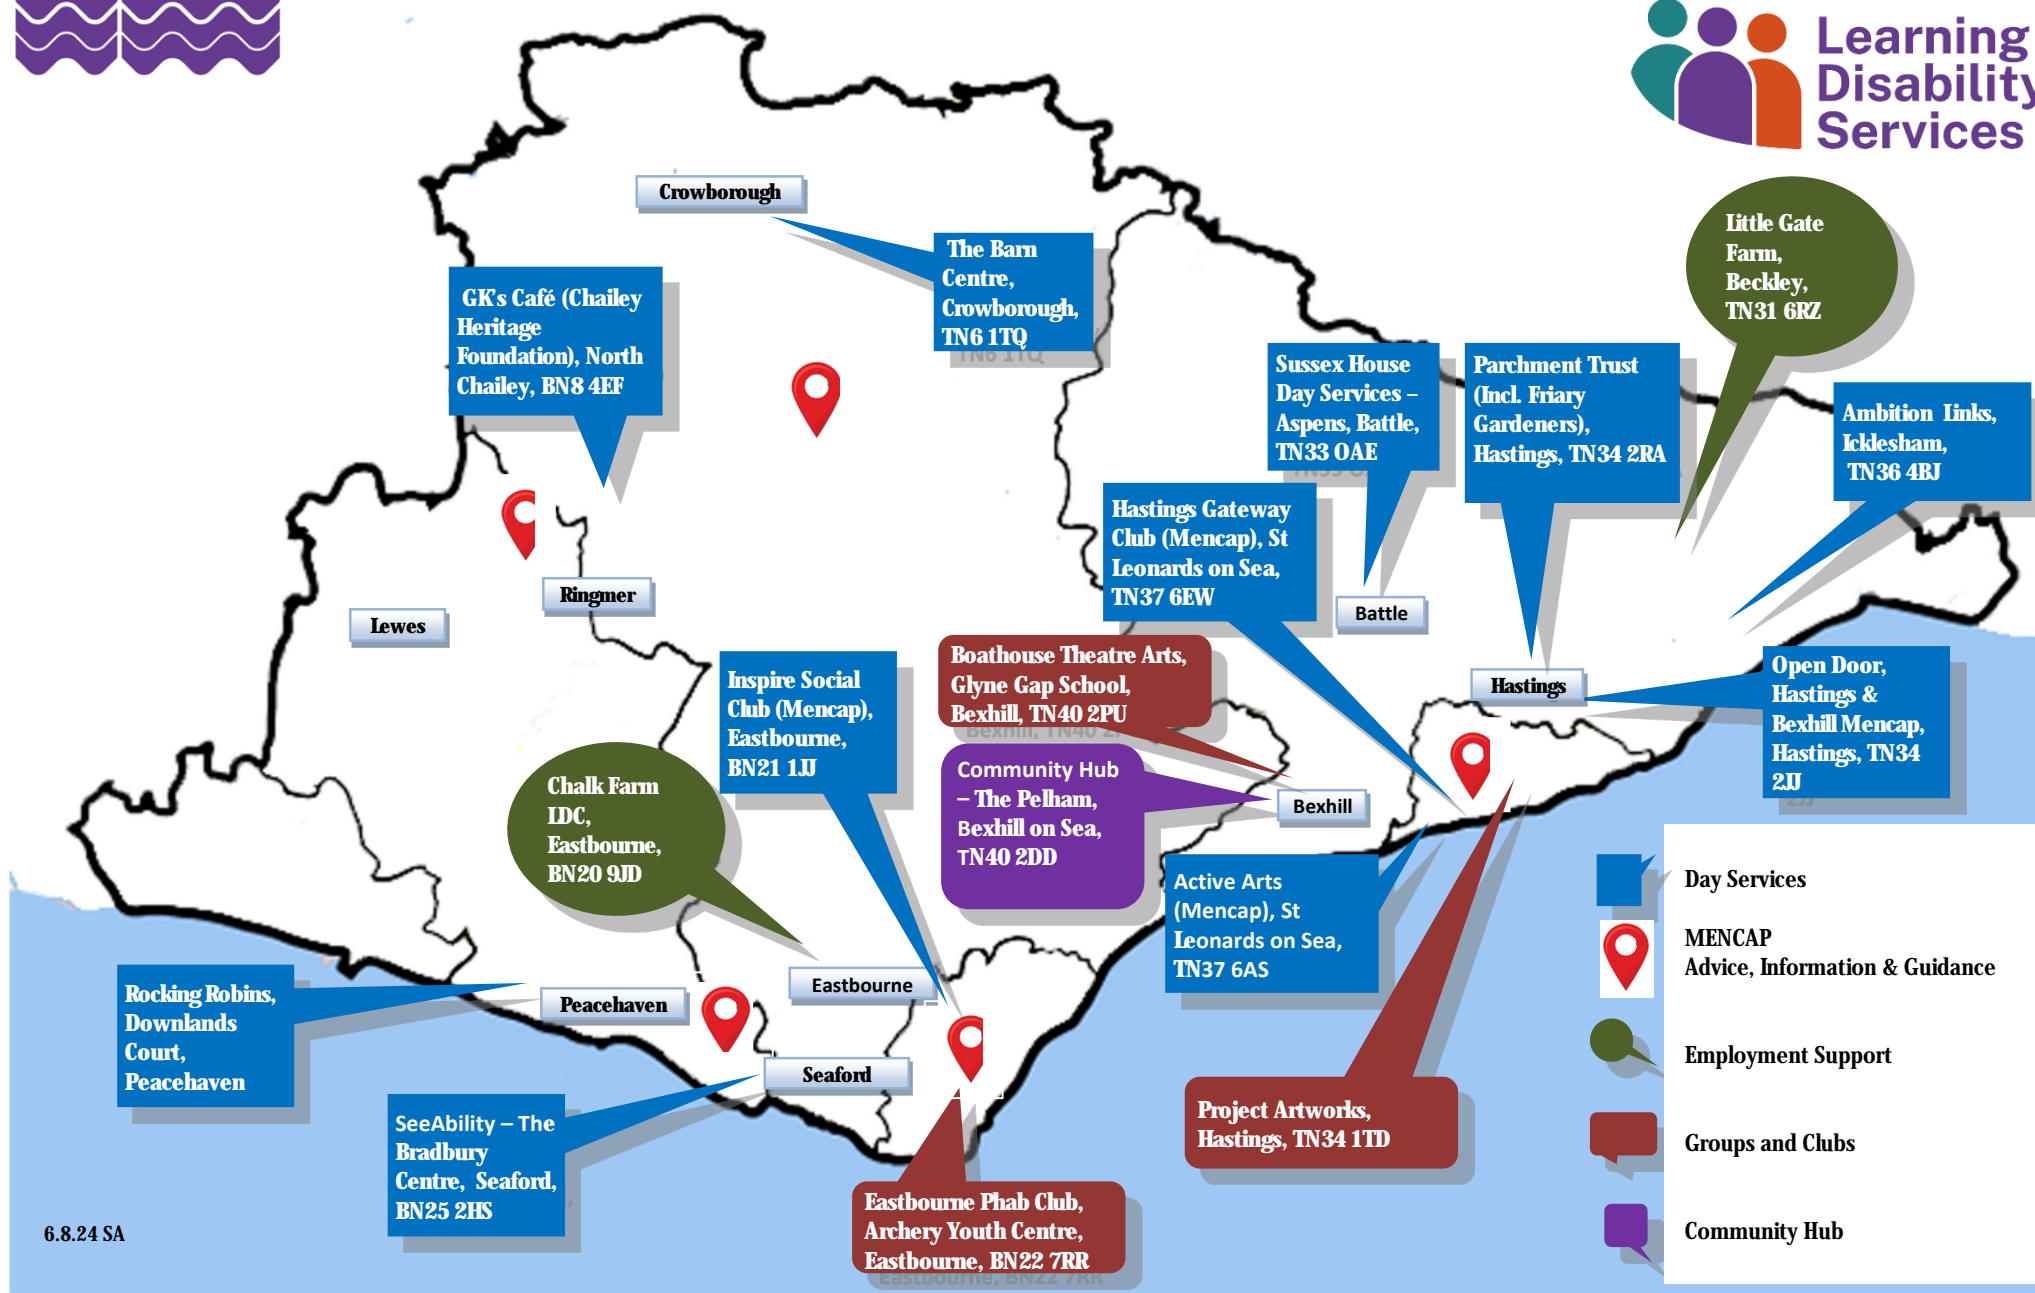 Learning
Disability
Services
Crowborough
The Barn
Centre,
Crowborough,
TN6 1TQ
Little Gate
Farm,
Beckley,
TN31 6RZ
GK's Café (Chailey
Heritage
Foundation), North
Chailey, BN8 4EF
Sussex House
Day Services –
Aspens, Battle,
TN33 OAE
Parchment Trust
(Incl. Friary
Gardeners),
Hastings, TN34 2RA
Ambition Links,
Icklesham,
TN36 4BJ
Hastings Gateway
Club (Mencap), St
Leonards on Sea,
TN37 6EW
Ringmer
Lewes
Battle
Boathouse Theatre Arts,
Glyne Gap School,
Bexhill, TN40 2PU
Inspire Social
Club (Mencap),
Eastbourne,
BN21 1JJ
Hastings
Open Door,
Hastings &
Bexhill Mencap,
Hastings, TN34
2JJ
Community Hub
– The Pelham,
Bexhill on Sea,
TN40 2DD
Bexhill
Chalk Farm
LDC,
Eastbourne,
BN20 9JD
Active Arts
(Mencap), St
Leonards on Sea,
TN37 6AS
Eastbourne
Rocking Robins,
Downlands
Court,
Peacehaven
Peacehaven
Seaford
SeeAbility – The
Bradbury
Centre, Seaford,
BN25 2HS
Project Artworks,
Hastings, TN34 1TD
Eastbourne Phab Club,
Archery Youth Centre,
Eastbourne, BN22 7RR
Day Services
MENCAP
Advice, Information & Guidance
Employment Support
Groups and Clubs
Community Hub
6.8.24 SA